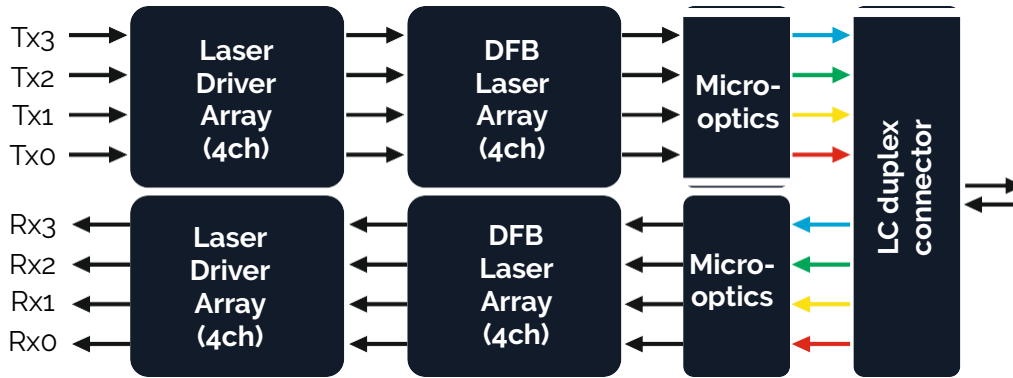 Tx3
Tx2
Tx1
Tx0
Laser
Driver
Array
(4ch)
DFB
Laser
Array
(4ch)
Micro-
optics
LC duplex
connector
Rx3
Rx2
Rx1
Rx0
Laser
Driver
Array
(4ch)
DFB
Laser
Array
(4ch)
Micro-
optics